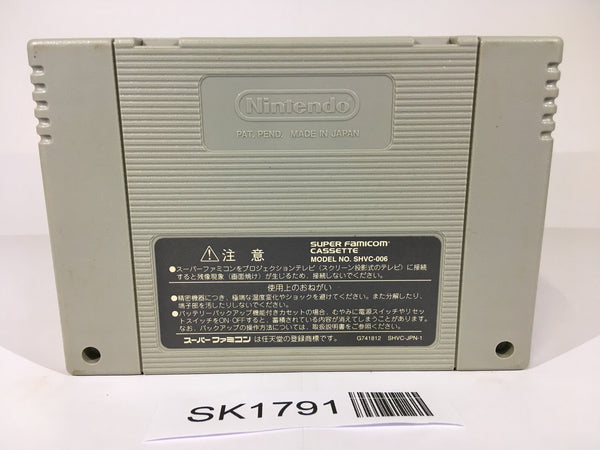 Nintendo
PAT. PEND. MADE IN JAPAN
注意
SUPER FAMICOM
CASSETTE
MODEL NO. SHVC-006
●スーパーファミコンをプロジェクションテレビ(スクリーン投影式のテレビ)に接続
すると残像現象(画面焼け)が生じるため、接続しないでください。
使用上のおねがい
●精密機器につき、極端な温度変化やショックを避けてください。また分解したり、
端子部を汚したりしないでください。
●バッテリーバックアップ機能付きカセットの場合、むやみに電源スイッチやリセッ
トスイッチをON・OFFすると、蓄積されている内容が消えてしまうことがあります。
なお、バックアップの操作方法については、取扱説明書をご参照ください。
スーパーファミコン は任天堂の登録商標です。
G741812 SHVC-JPN-1
SK1791